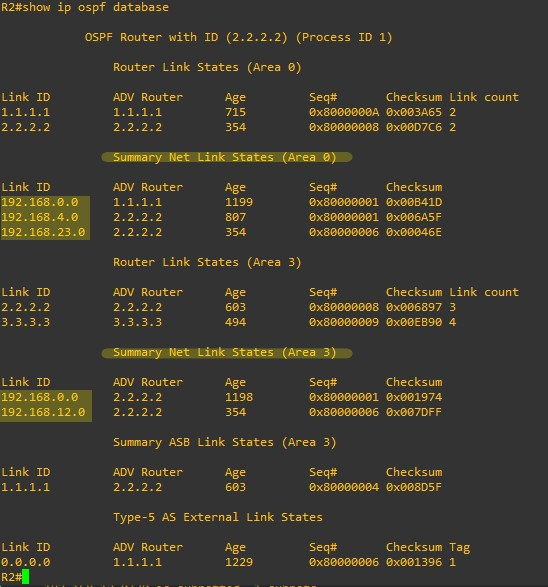 R2#show ip ospf database
OSPF Router with ID (2.2.2.2) (Process ID 1)
Router Link States (Area 0)
Link ID ADV Router Age Seq# Checksum Link count
1.1.1.1 1.1.1.1 715 0x8000000A 0x003A65 2
2.2.2.2 2.2.2.2 354 0x80000008 0x00D7C6 2
Summary Net Link States (Area 0)
Link ID ADV Router Age Seq# Checksum
192.168.0.0 1.1.1.1 1199 0x80000001 0x00B41D
192.168.4.0 2.2.2.2 807 0x80000001 0x006A5F
192.168.23.0 2.2.2.2 354 0x80000006 0x00046E
Router Link States (Area 3)
Link ID ADV Router Age Seq# Checksum Link count
2.2.2.2 2.2.2.2 603 0x80000008 0x006897 3
3.3.3.3 3.3.3.3 494 0x80000009 0x00EB90 4
Summary Net Link States (Area 3)
Link ID ADV Router Age Seq# Checksum
192.168.0.0 2.2.2.2 1198 0x80000001 0x001974
192.168.12.0 2.2.2.2 354 0x80000006 0x007DFF
Summary ASB Link States (Area 3)
Link ID ADV Router Age Seq# Checksum
1.1.1.1 2.2.2.2 603 0x80000004 0x008D5F
Type-5 AS External Link States
Link ID ADV Router Age Seq# Checksum Tag
0.0.0.0 1.1.1.1 1229 0x80000006 0x001396 1
R2#